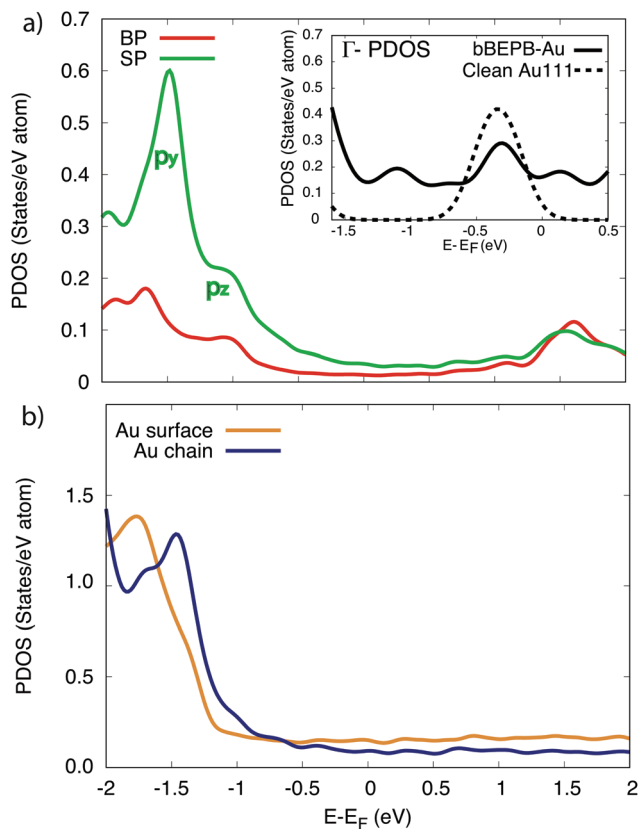 a)
BP
SP
PDOS (States/eV atom)
0.7
0.6
0.5
0.4
0.3
0.2
0.1
0
py
pz
Γ- PDOS
bBEPB-Au
Clean Au111
PDOS (States/eV atom)
0.7
0.6
0.5
0.4
0.3
0.2
0.1
0
-1.5
-1
-0.5
0
0.5
E-EF(eV)
b)
Au surface
Au chain
PDOS (States/eV atom)
1.5
1.0
0.5
0.0
-2
-1.5
-1
-0.5
0
0.5
1
1.5
2
E-EF (eV)